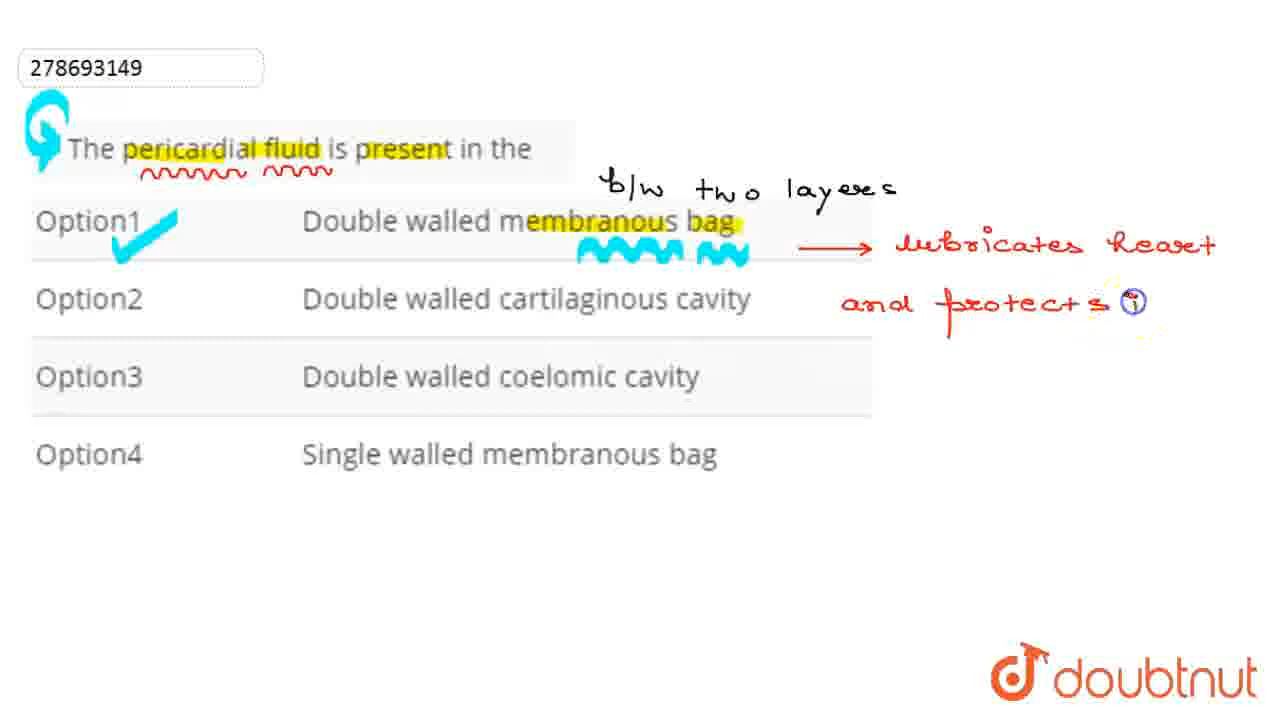 278693149
The pericardial fluid is present in the
b/w two layers
Option1 Double walled membranous bag
lubricates heart
Option2 Double walled cartilaginous cavity
and protects i
Option3 Double walled coelomic cavity
Option4 Single walled membranous bag
doubtnut